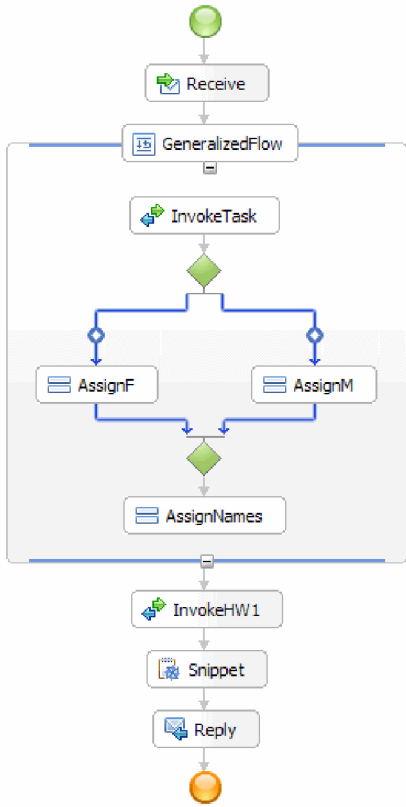 Receive
GeneralizedFlow
InvokeTask
AssignF
AssignM
AssignNames
InvokeHW1
Snippet
Reply